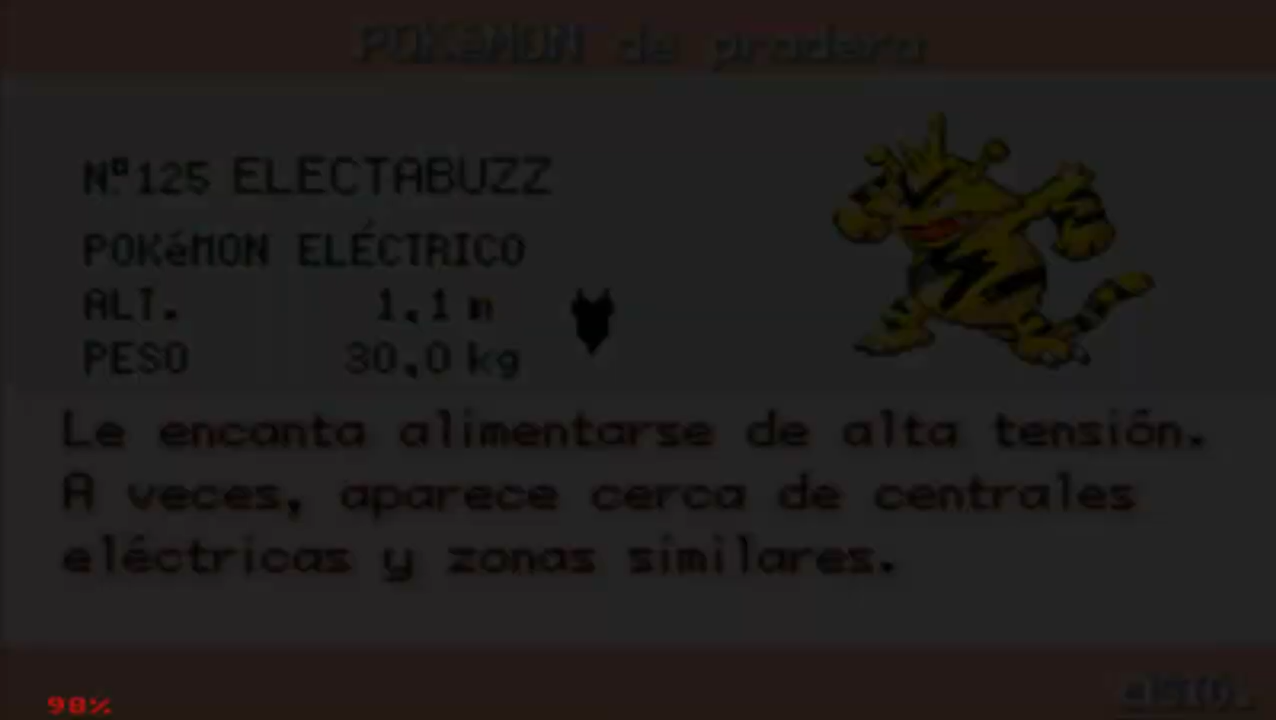 POKéMON de pradera
Nº125 ELECTABUZZ
POKéMON ELÉCTRICO
ALT. 1,1 m
PESO 30,0 kg
Le encanta alimentarse de alta tensión.
A veces, aparece cerca de centrales
eléctricas y zonas similares.
98%